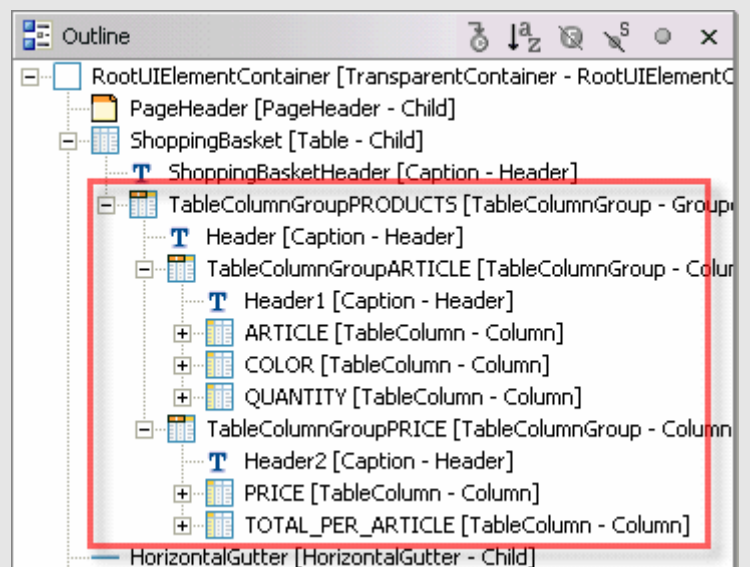 Outline
RootUIElementContainer [TransparentContainer - RootUIElementC
PageHeader [PageHeader - Child]
ShoppingBasket [Table - Child]
ShoppingBasketHeader [Caption - Header]
TableColumnGroupPRODUCTS [TableColumnGroup - Groupe
Header [Caption - Header]
TableColumnGroupARTICLE [TableColumnGroup - Colum
Header1 [Caption - Header]
ARTICLE [TableColumn - Column]
COLOR [TableColumn - Column]
QUANTITY [TableColumn - Column]
TableColumnGroupPRICE [TableColumnGroup - Column
Header2 [Caption - Header]
PRICE [TableColumn - Column]
TOTAL_PER_ARTICLE [TableColumn - Column]
HorizontalGutter [HorizontalGutter - Child]